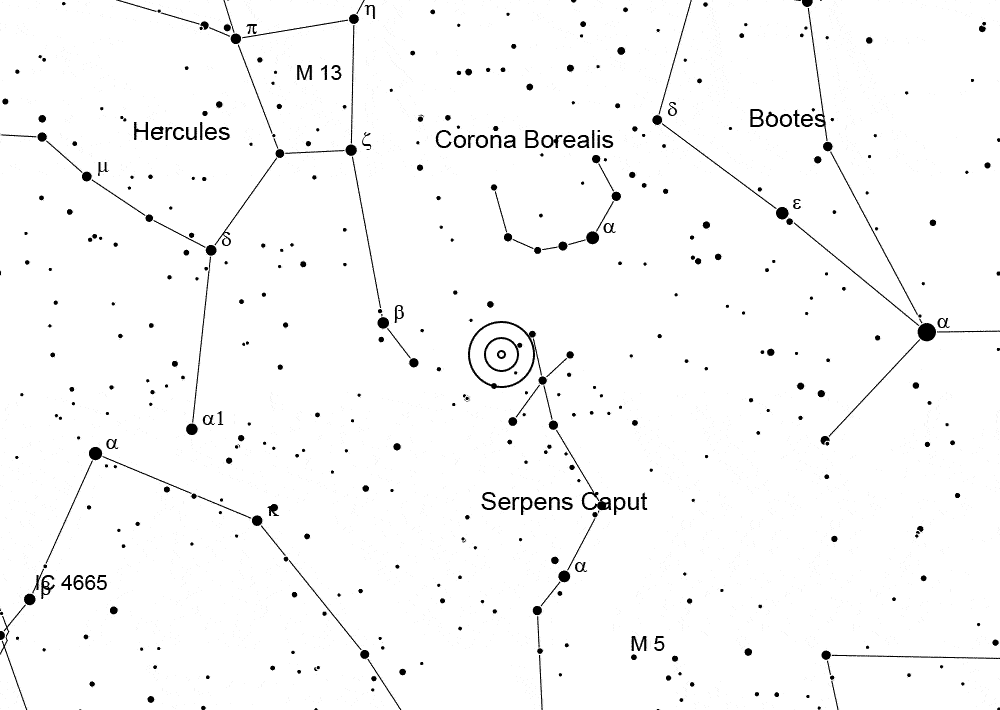 η
π
M 13
δ
Bootes
Hercules
ζ
Corona Borealis
μ
ε
α
δ
β
α
α1
α
κ
Serpens Caput
α
IC 4665
β
M 5